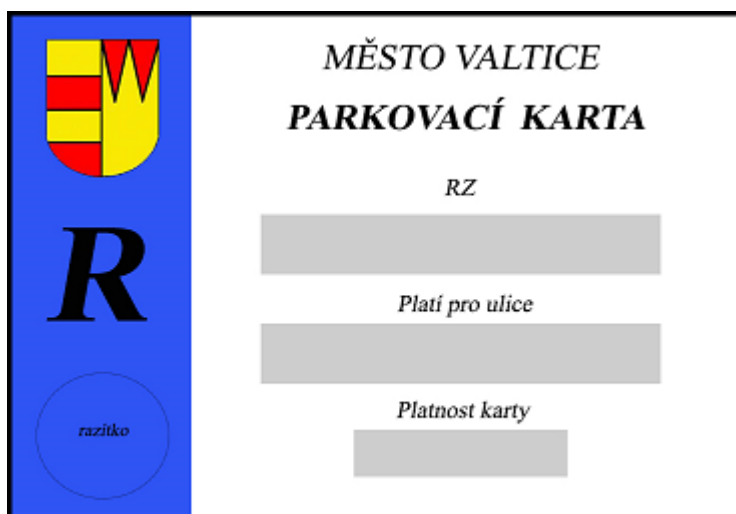 MĚSTO VALTICE
PARKOVACÍ KARTA
RZ
R
Platí pro ulice
Platnost karty
razítko